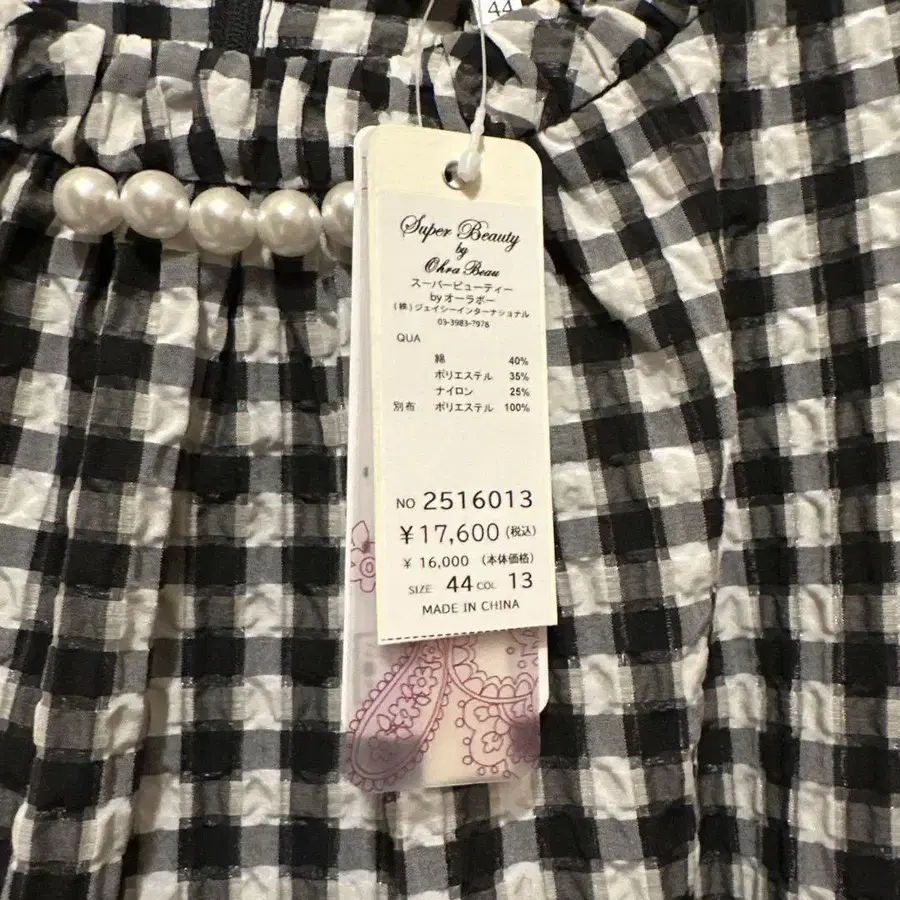 44
Super Beauty
by
Ohra Beau
スーパービューティー
byオーラボー
(株)ジェイシーインターナショナル
03-3983-7978
QUA
綿 40%
ポリエステル 35%
ナイロン 25%
別布 ポリエステル 100%
NO 2516013
¥17,600(税込)
¥ 16,000 (本体価格)
SIZE 44 COL 13
MADE IN CHINA